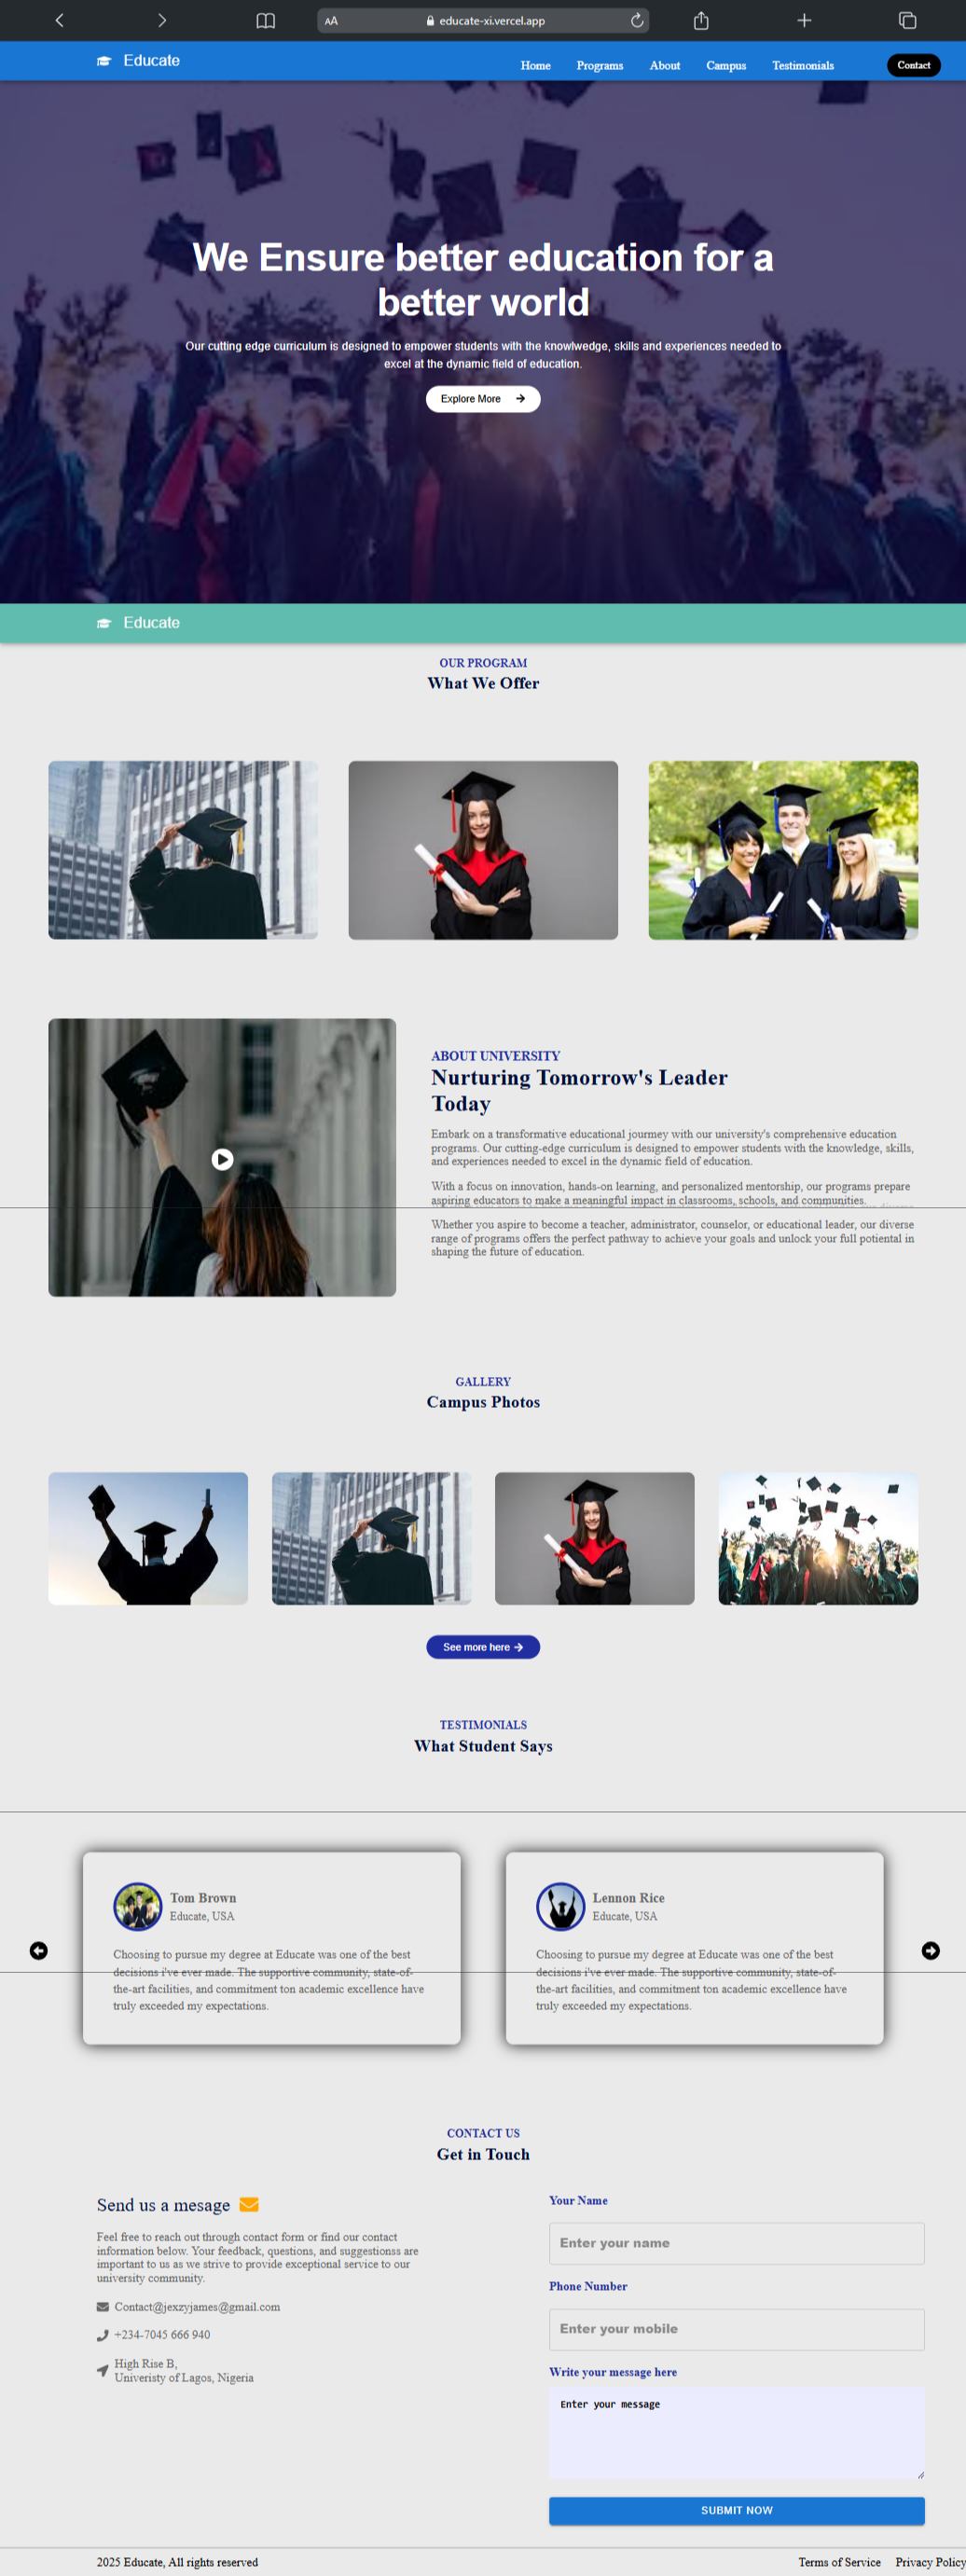 AA
educate-xi.vercel.app
Educate
Home Programs About Campus Testimonials Contact
We Ensure better education for a
better world
Our cutting edge curriculum is designed to empower students with the knowlwedge, skills and experiences needed to
excel at the dynamic field of education.
Explore More
Educate
OUR PROGRAM
What We Offer
ABOUT UNIVERSITY
Nurturing Tomorrow's Leader
Today
Embark on a transformative educational journey with our university's comprehensive education
programs. Our cutting-edge curriculum is designed to empower students with the knowledge, skills,
and experiences needed to excel in the dynamic field of education.
With a focus on innovation, hands-on learning, and personalized mentorship, our programs prepare
aspiring educators to make a meaningful impact in classrooms, schools, and communities.
Whether you aspire to become a teacher, administrator, counselor, or educational leader, our diverse
range of programs offers the perfect pathway to achieve your goals and unlock your full potiental in
shaping the future of education.
GALLERY
Campus Photos
See more here
TESTIMONIALS
What Student Says
Tom Brown
Educate, USA
Choosing to pursue my degree at Educate was one of the best
decisions i've ever made. The supportive community, state-of-
the-art facilities, and commitment ton academic excellence have
truly exceeded my expectations.
Lennon Rice
Educate, USA
Choosing to pursue my degree at Educate was one of the best
decisions i've ever made. The supportive community, state-of-
the-art facilities, and commitment ton academic excellence have
truly exceeded my expectations.
CONTACT US
Get in Touch
Send us a mesage
Feel free to reach out through contact form or find our contact
information below. Your feedback, questions, and suggestionss are
important to us as we strive to provide exceptional service to our
university community.
Contact@jexzyjames@gmail.com
+234-7045 666 940
High Rise B,
Univeristy of Lagos, Nigeria
Your Name
Enter your name
Phone Number
Enter your mobile
Write your message here
Enter your message
SUBMIT NOW
2025 Educate, All rights reserved
Terms of Service Privacy Policy